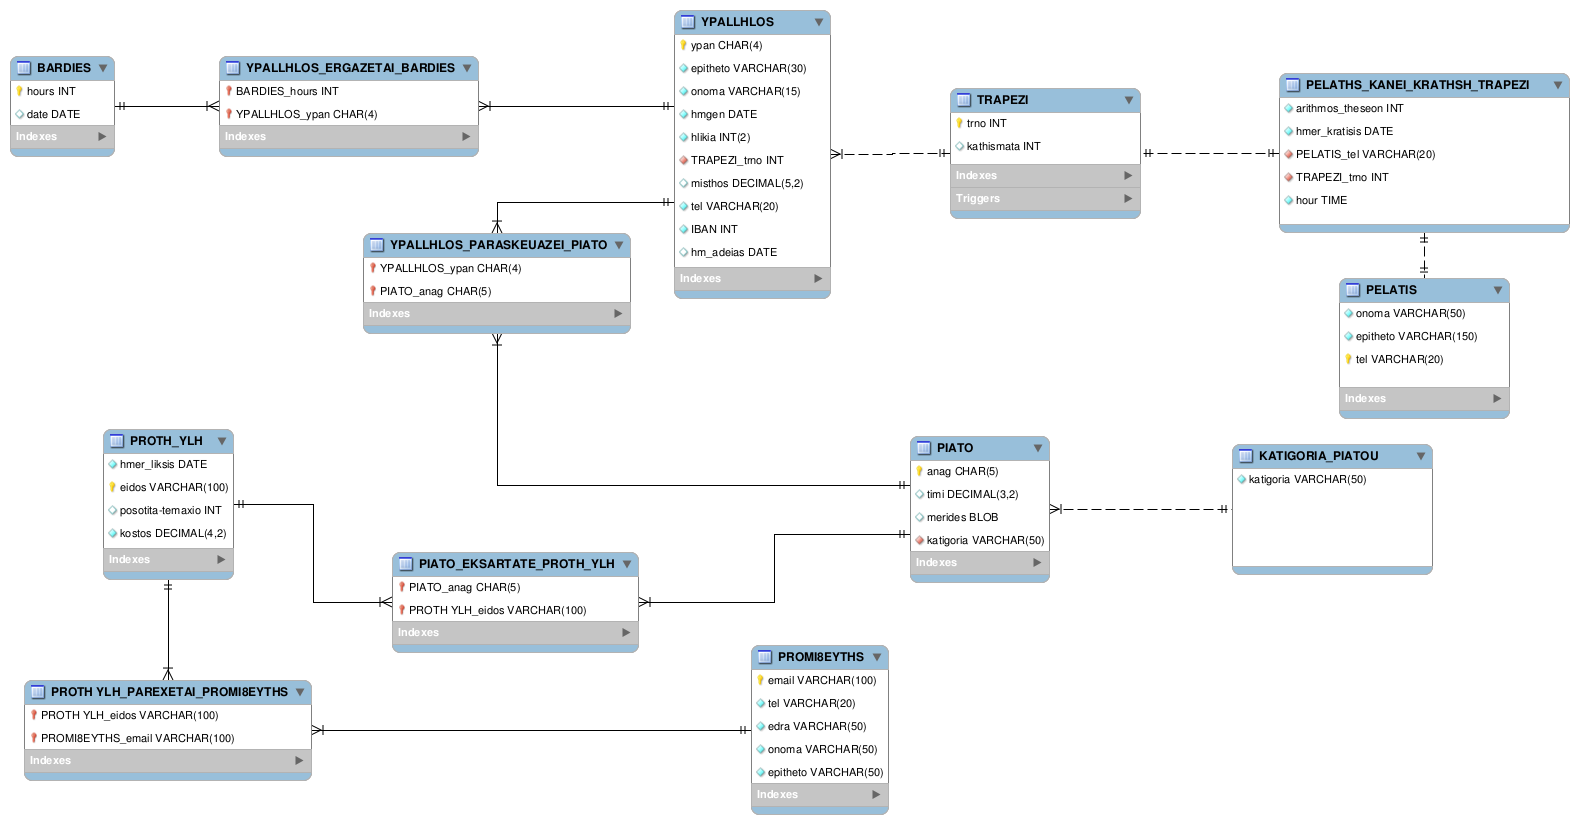 BARDIES
hours INT
date DATE
Indexes
YPALLHLOS_ERGAZETAI_BARDIES
BARDIES_hours INT
YPALLHLOS_ypan CHAR(4)
Indexes
YPALLHLOS
ypan CHAR(4)
epitheto VARCHAR(30)
onoma VARCHAR(15)
hmgen DATE
hlikia INT(2)
TRAPEZI_trno INT
misthos DECIMAL(5,2)
tel VARCHAR(20)
IBAN INT
hm_adeias DATE
Indexes
TRAPEZI
trno INT
kathismata INT
Indexes
Triggers
PELATHS_KANEI_KRATHSH_TRAPEZI
arithmos_theseon INT
hmer_kratisis DATE
PELATIS_tel VARCHAR(20)
TRAPEZI_trno INT
hour TIME
YPALLHLOS_PARASKEUAZEI_PIATO
YPALLHLOS_ypan CHAR(4)
PIATO_anag CHAR(5)
Indexes
PELATIS
onoma VARCHAR(50)
epitheto VARCHAR(150)
tel VARCHAR(20)
Indexes
PROTH_YLH
hmer_liksis DATE
eidos VARCHAR(100)
posotita-temaxio INT
kostos DECIMAL(4,2)
Indexes
PIATO
anag CHAR(5)
timi DECIMAL(3,2)
merides BLOB
katigoria VARCHAR(50)
Indexes
KATIGORIA_PIATOU
katigoria VARCHAR(50)
PIATO_EKSARTATE_PROTH_YLH
PIATO_anag CHAR(5)
PROTH YLH_eidos VARCHAR(100)
Indexes
PROTH YLH_PAREXETAI_PROMI8EYTHS
PROTH YLH_eidos VARCHAR(100)
PROMI8EYTHS_email VARCHAR(100)
Indexes
PROMI8EYTHS
email VARCHAR(100)
tel VARCHAR(20)
edra VARCHAR(50)
onoma VARCHAR(50)
epitheto VARCHAR(50)
Indexes